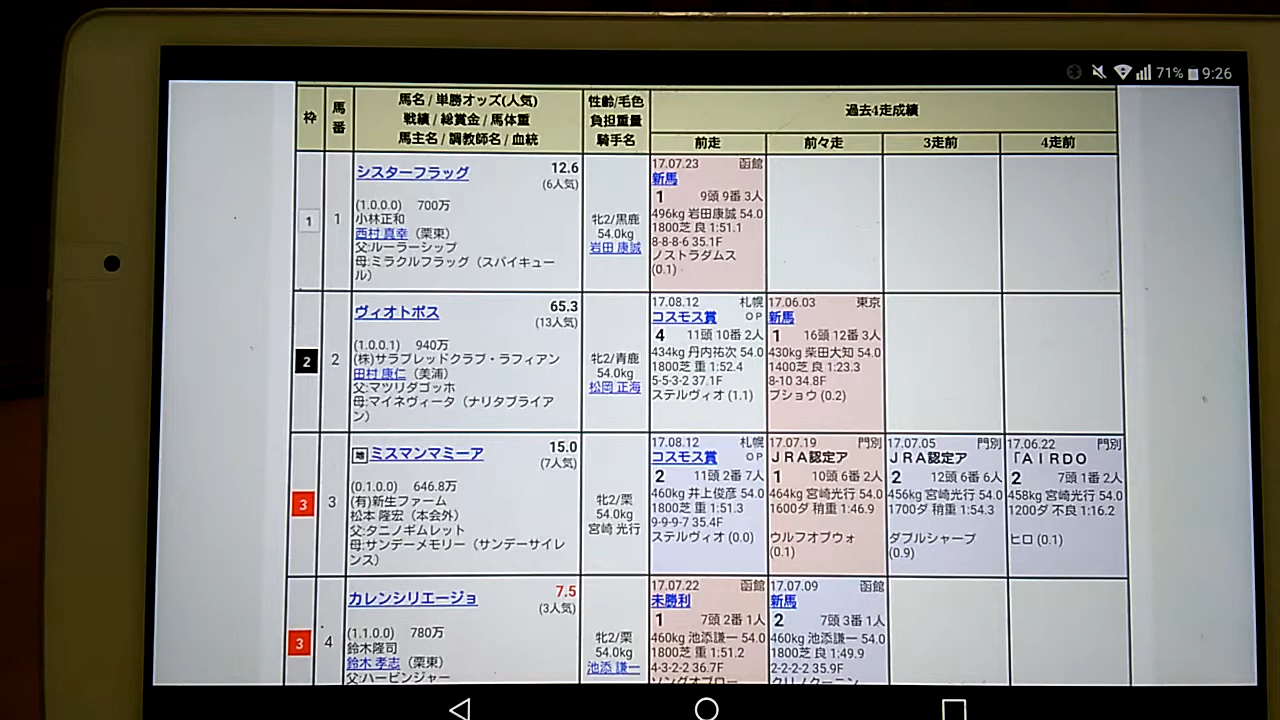 71% 9:26
枠
馬番
馬名 / 単勝オッズ(人気)
戦績 / 総賞金 / 馬体重
馬主名 / 調教師名 / 血統
性齢/毛色
負担重量
騎手名
過去4走成績
前走
前々走
3走前
4走前
1
1
シスターフラッグ 12.6
(6人気)
(1.0.0.0) 700万
小林正和
西村 真幸（栗東）
父:ルーラーシップ
母:ミラクルフラッグ（スパイキュー
ル）
牝2/黒鹿
54.0kg
岩田 康誠
17.07.23 函館
新馬
1 9頭 9番 3人
496kg 岩田康誠 54.0
1800芝 良 1:51.1
8-8-8-6 35.1F
ノストラダムス
(0.1)
2
2
ヴィオトポス 65.3
(13人気)
(1.0.0.1) 940万
(株)サラブレッドクラブ・ラフィアン
田村 康仁（美浦）
父:マツリダゴッホ
母:マイネヴィータ（ナリタブライア
ン）
牝2/青鹿
54.0kg
松岡 正海
17.08.12 札幌
コスモス賞 ＯＰ
4 11頭 10番 2人
434kg 丹内祐次 54.0
1800芝 重 1:52.4
5-5-3-2 37.1F
ステルヴィオ (1.1)
17.06.03 東京
新馬
1 16頭 12番 3人
430kg 柴田大知 54.0
1400芝 良 1:23.3
8-10 34.8F
ブショウ (0.2)
3
3
地 ミスマンマミーア 15.0
(7人気)
(0.1.0.0) 646.8万
(有)新生ファーム
松本 隆宏（本会外）
父:タニノギムレット
母:サンデーメモリー（サンデーサイレ
ンス）
牝2/栗
54.0kg
宮崎 光行
17.08.12 札幌
コスモス賞 ＯＰ
2 11頭 2番 7人
460kg 井上俊彦 54.0
1800芝 重 1:51.3
9-9-9-7 35.4F
ステルヴィオ (0.0)
17.07.19 門別
ＪＲＡ認定ア
1 10頭 6番 2人
464kg 宮崎光行 54.0
1600ダ 稍重 1:46.9
ウルフオブウォ
(0.1)
17.07.05 門別
ＪＲＡ認定ア
2 12頭 6番 6人
456kg 宮崎光行 54.0
1700ダ 稍重 1:54.3
ダブルシャープ
(0.9)
17.06.22 門別
「ＡＩＲＤＯ
2 7頭 1番 2人
458kg 宮崎光行 54.0
1200ダ 不良 1:16.2
ヒロ (0.1)
3
4
カレンシリエージョ 7.5
(3人気)
(1.1.0.0) 780万
鈴木隆司
鈴木 孝志（栗東）
父:ハービンジャー
牝2/栗
54.0kg
池添 謙一
17.07.22 函館
未勝利
1 7頭 2番 1人
460kg 池添謙一 54.0
1800芝 重 1:51.2
4-3-2-2 36.7F
17.07.09 函館
新馬
2 7頭 3番 1人
460kg 池添謙一 54.0
1800芝 良 1:49.9
2-2-2-2 35.9F